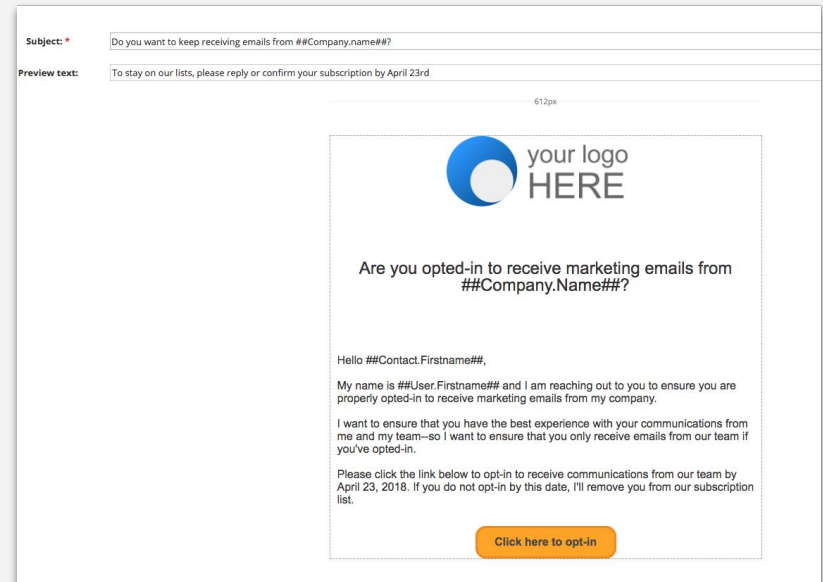 Subject: * Do you want to keep receiving emails from ##Company.name##?
Preview text: To stay on our lists, please reply or confirm your subscription by April 23rd
612px
your logo
HERE
Are you opted-in to receive marketing emails from
##Company.Name##?
Hello ##Contact.Firstname##,
My name is ##User.Firstname## and I am reaching out to you to ensure you are
properly opted-in to receive marketing emails from my company.
I want to ensure that you have the best experience with your communications from
me and my team--so I want to ensure that you only receive emails from our team if
you've opted-in.
Please click the link below to opt-in to receive communications from our team by
April 23, 2018. If you do not opt-in by this date, I'll remove you from our subscription
list.
Click here to opt-in